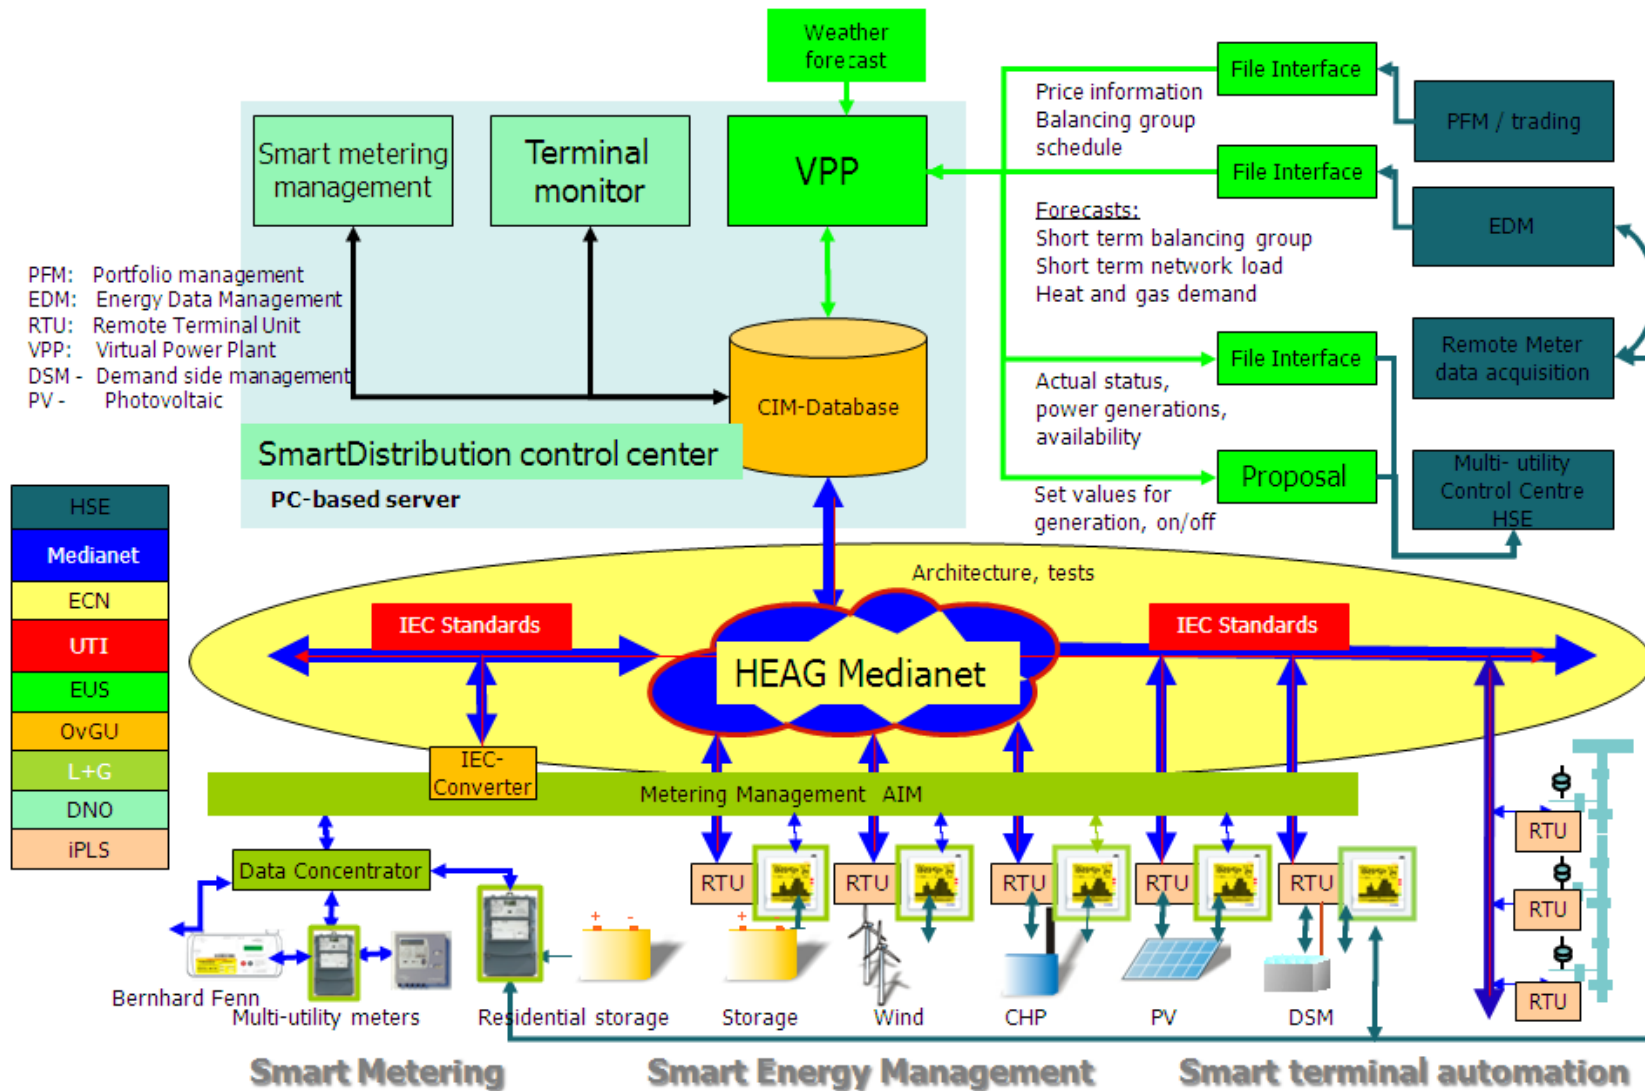 Weather
forecast
File Interface
Price information
Balancing group
schedule
PFM / trading
Smart metering
management
Terminal
monitor
VPP
File Interface
EDM
Forecasts:
Short term balancing group
Short term network load
Heat and gas demand
PFM: Portfolio management
EDM: Energy Data Management
RTU: Remote Terminal Unit
VPP: Virtual Power Plant
DSM - Demand side management
PV - Photovoltaic
File Interface
Remote Meter
data acquisition
CIM-Database
Actual status,
power generations,
availability
SmartDistribution control center
PC-based server
Proposal
Set values for
generation, on/off
Multi- utility
Control Centre
HSE
HSE
Medianet
ECN
UTI
EUS
OvGU
L+G
DNO
iPLS
Architecture, tests
IEC Standards
IEC Standards
HEAG Medianet
IEC-
Converter
Metering Management AIM
Data Concentrator
RTU
RTU
RTU
RTU
RTU
RTU
RTU
RTU
+ -
+ -
Bernhard Fenn
Multi-utility meters
Residential storage
Storage
Wind
CHP
PV
DSM
Smart Metering
Smart Energy Management
Smart terminal automation